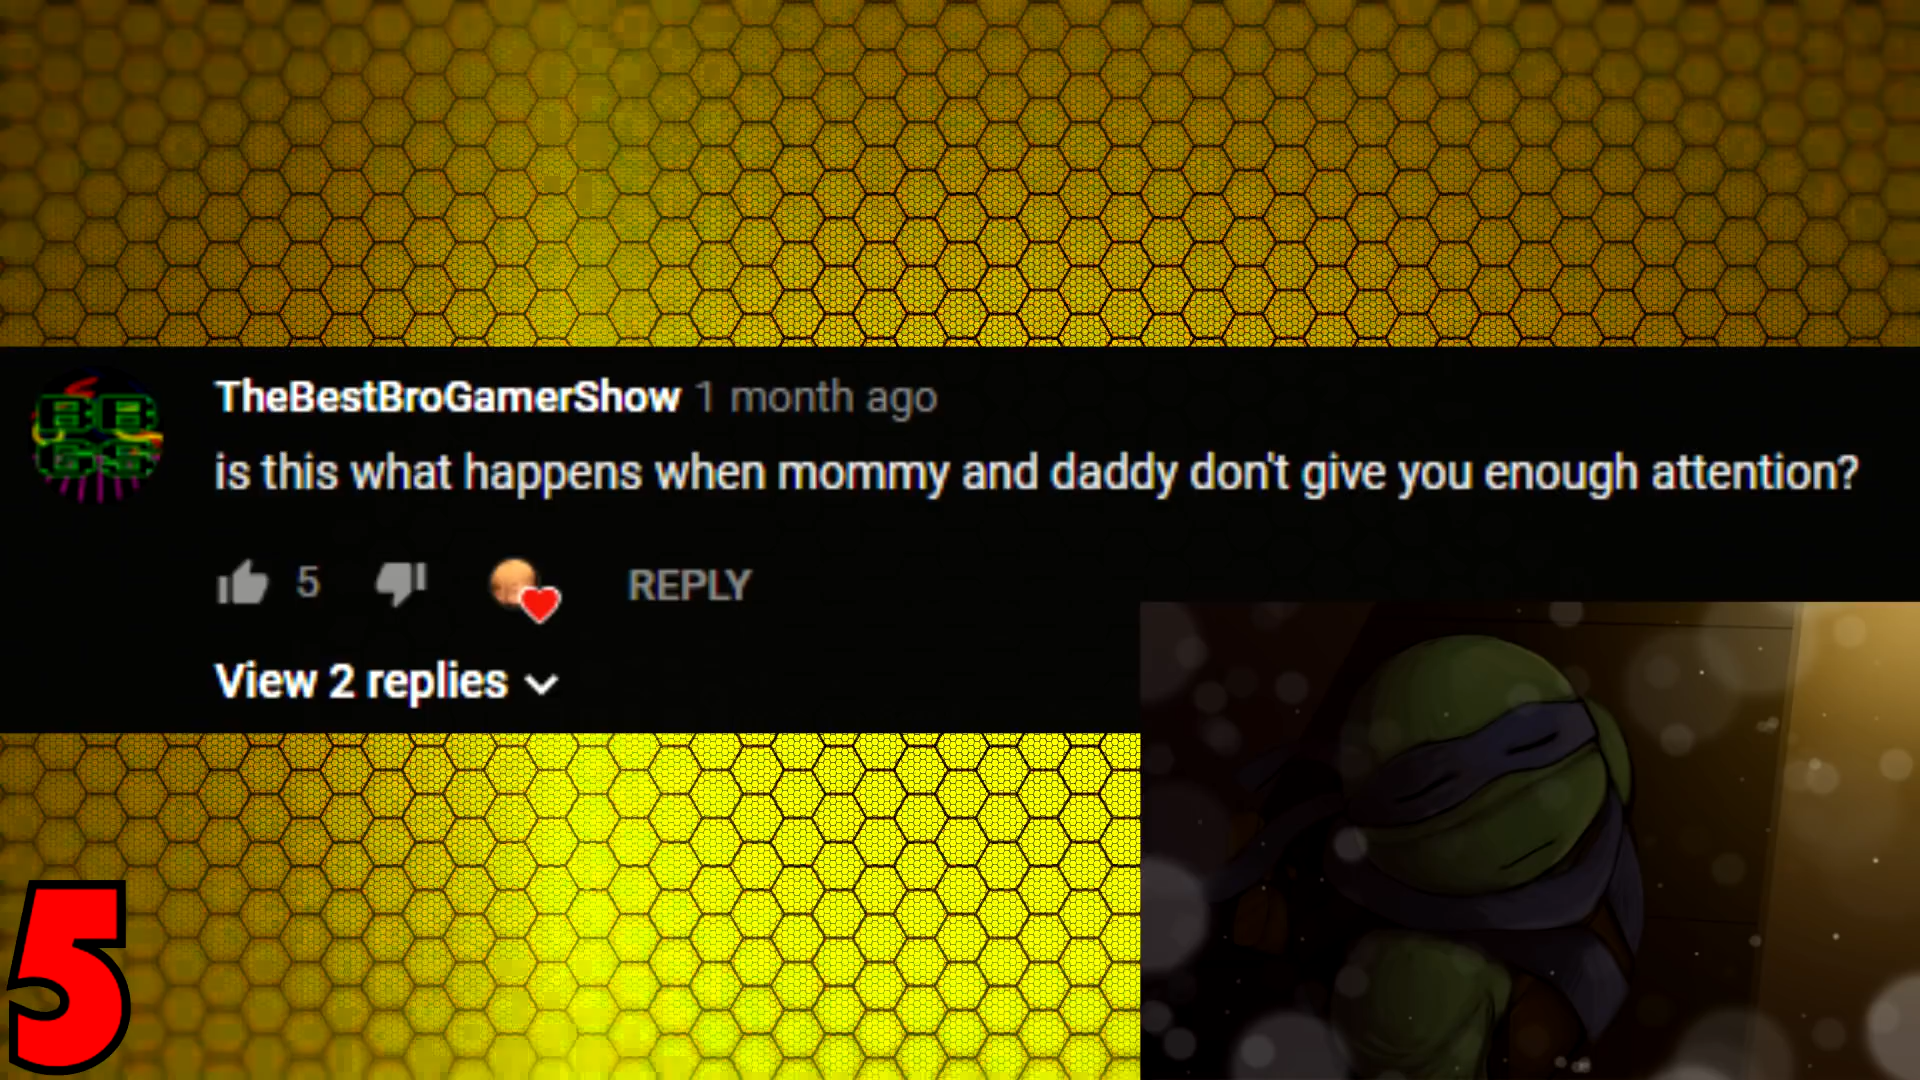 TheBestBroGamerShow 1 month ago
is this what happens when mommy and daddy don't give you enough attention?
5 REPLY
View 2 replies
5